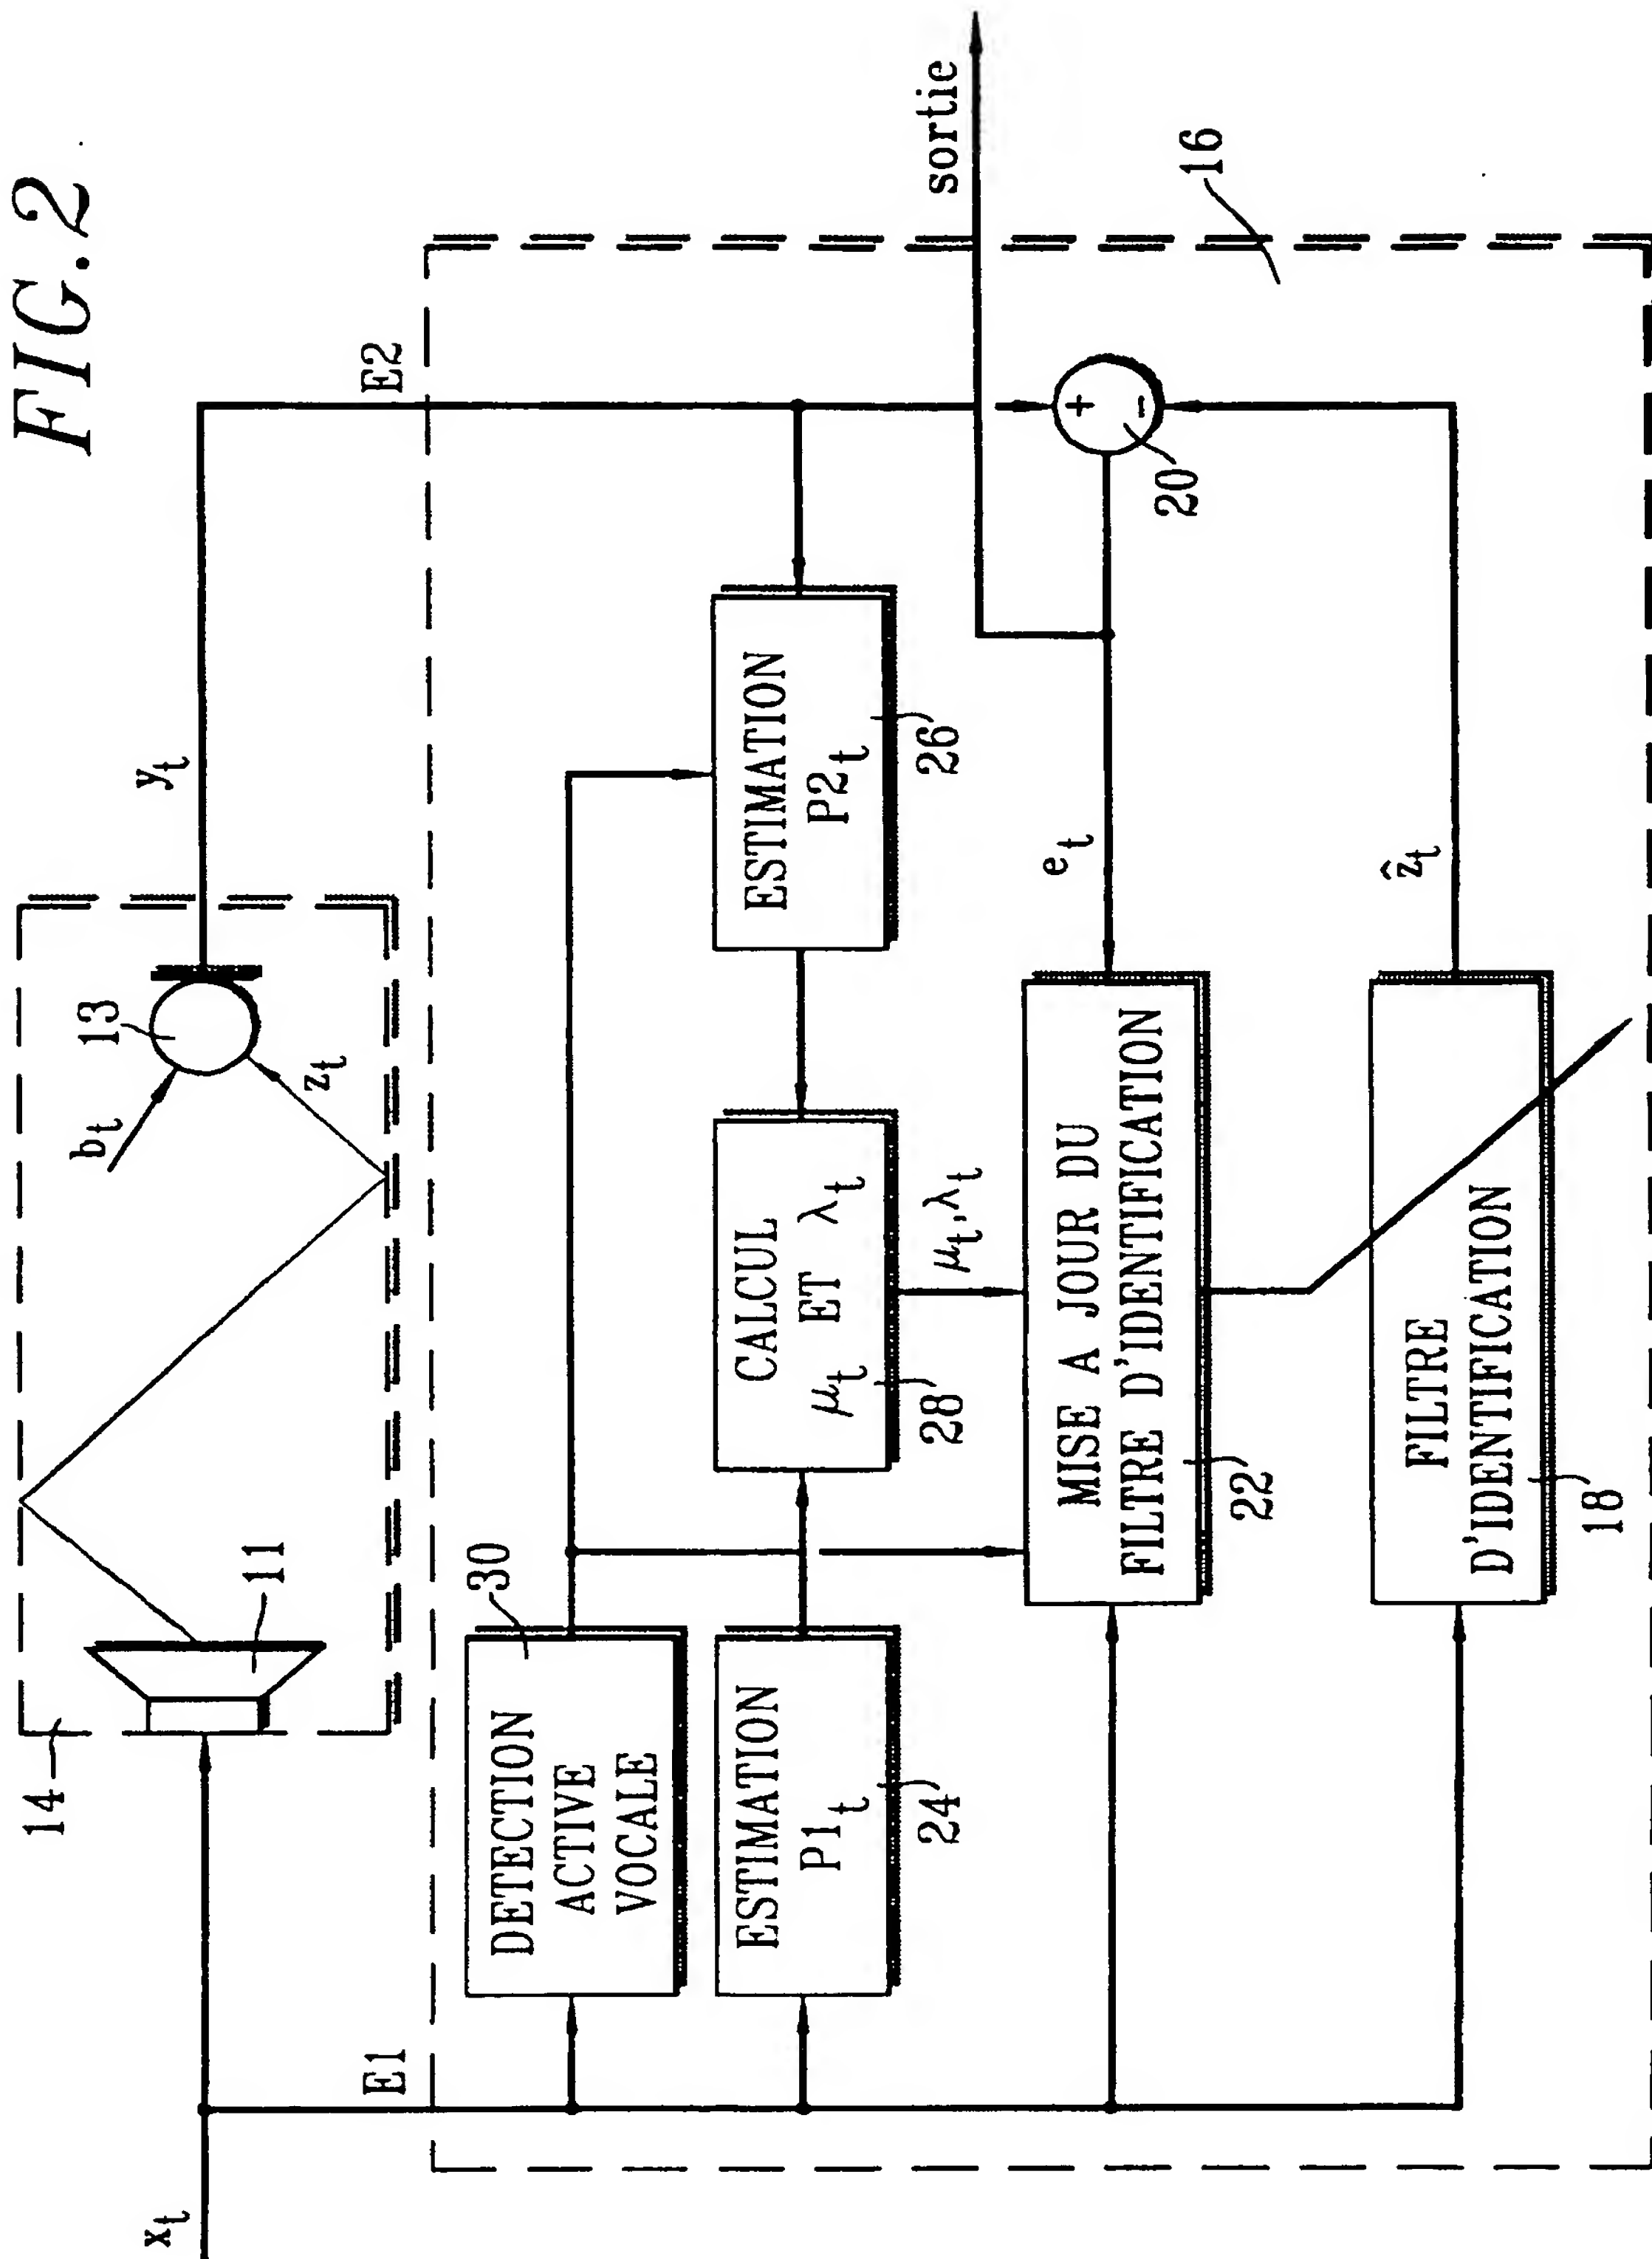 FIG.2
14
11
13
b_t
z_t
y_t
x_t
E1
E2
sortie
16
DETECTION
ACTIVE
VOCALE
30
ESTIMATION
P1_t
24
CALCUL
μ_t ET λ_t
28
ESTIMATION
P2_t
26
μ_t,λ_t
e_t
+
-
20
MISE A JOUR DU
FILTRE D'IDENTIFICATION
22
FILTRE
D'IDENTIFICATION
18
ẑ_t